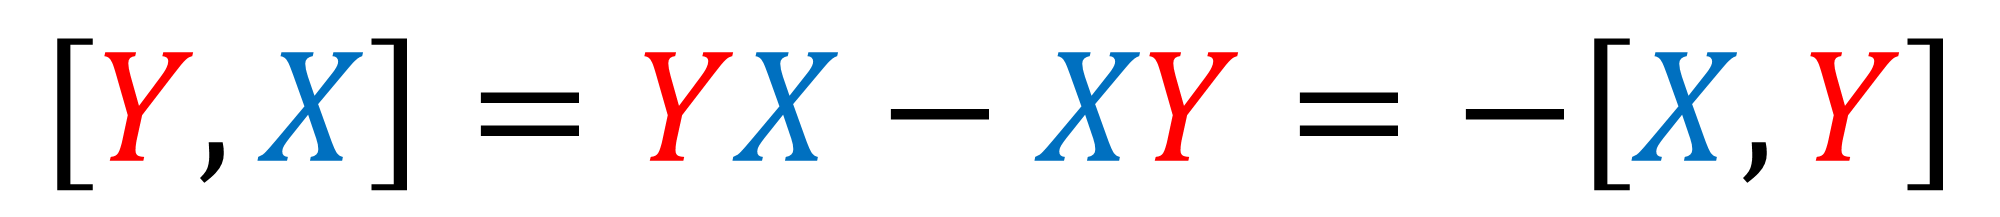 [Y, X] = YX − XY = −[X, Y]